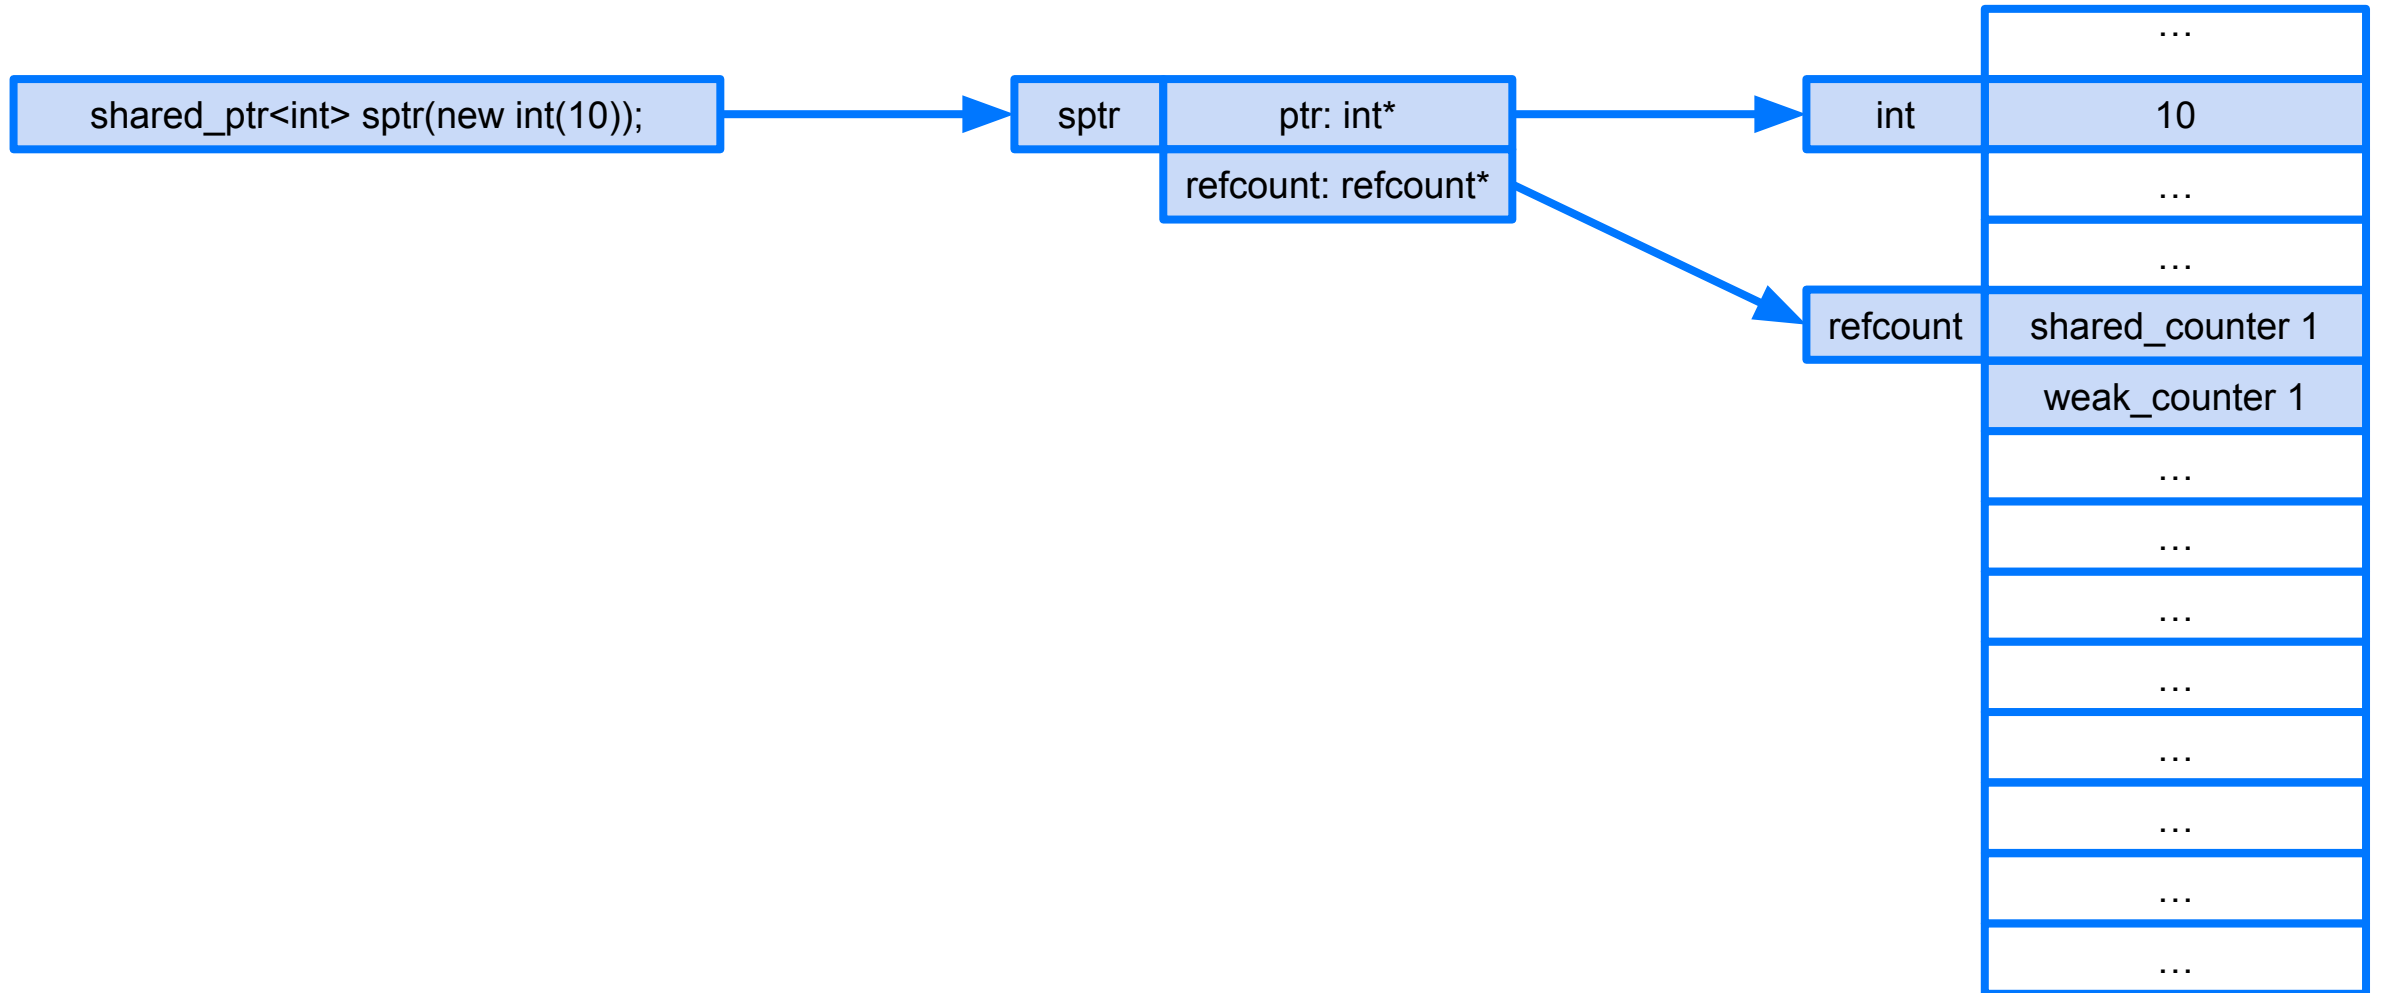 …
shared_ptr<int> sptr(new int(10));
sptr
ptr: int*
int
10
refcount: refcount*
…
…
refcount
shared_counter 1
weak_counter 1
…
…
…
…
…
…
…
…